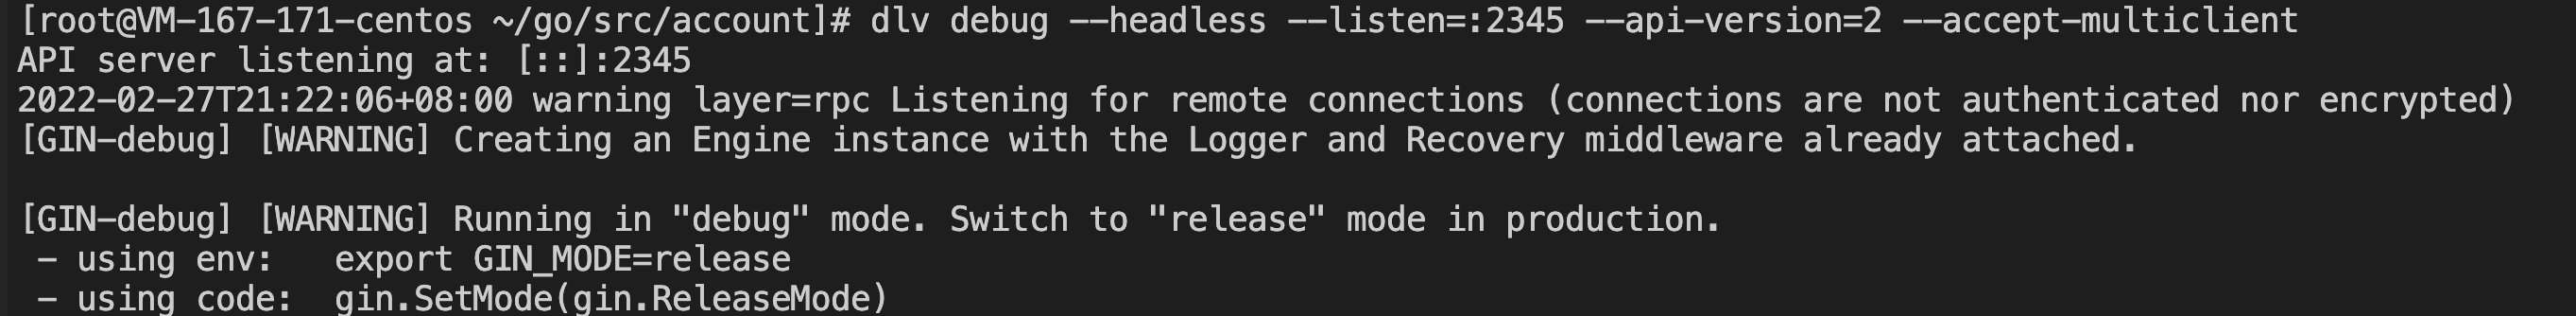 [root@VM-167-171-centos ~/go/src/account]# dlv debug --headless --listen=:2345 --api-version=2 --accept-multiclient
API server listening at: [::]:2345
2022-02-27T21:22:06+08:00 warning layer=rpc Listening for remote connections (connections are not authenticated nor encrypted)
[GIN-debug] [WARNING] Creating an Engine instance with the Logger and Recovery middleware already attached.

[GIN-debug] [WARNING] Running in "debug" mode. Switch to "release" mode in production.
 - using env:   export GIN_MODE=release
 - using code:  gin.SetMode(gin.ReleaseMode)